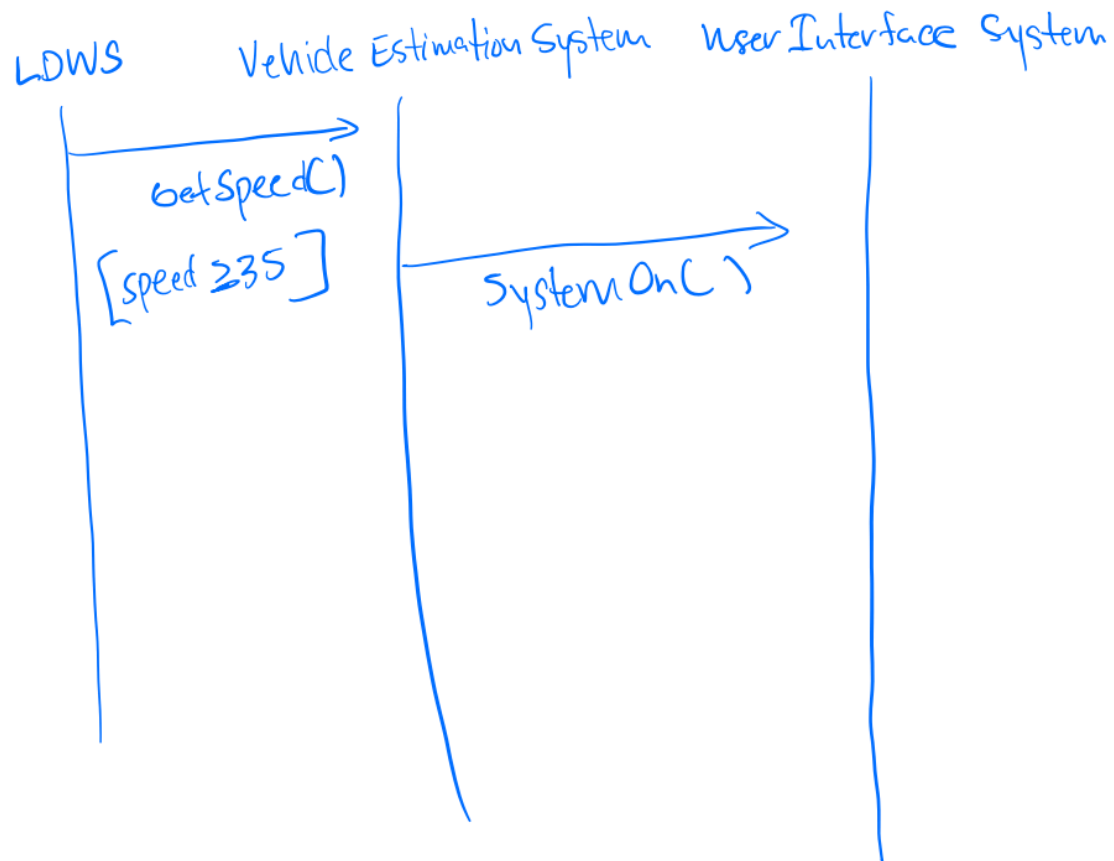 LDWS
Vehicle Estimation System
User Interface System
GetSpeed()
[speed ≥35]
SystemOn()